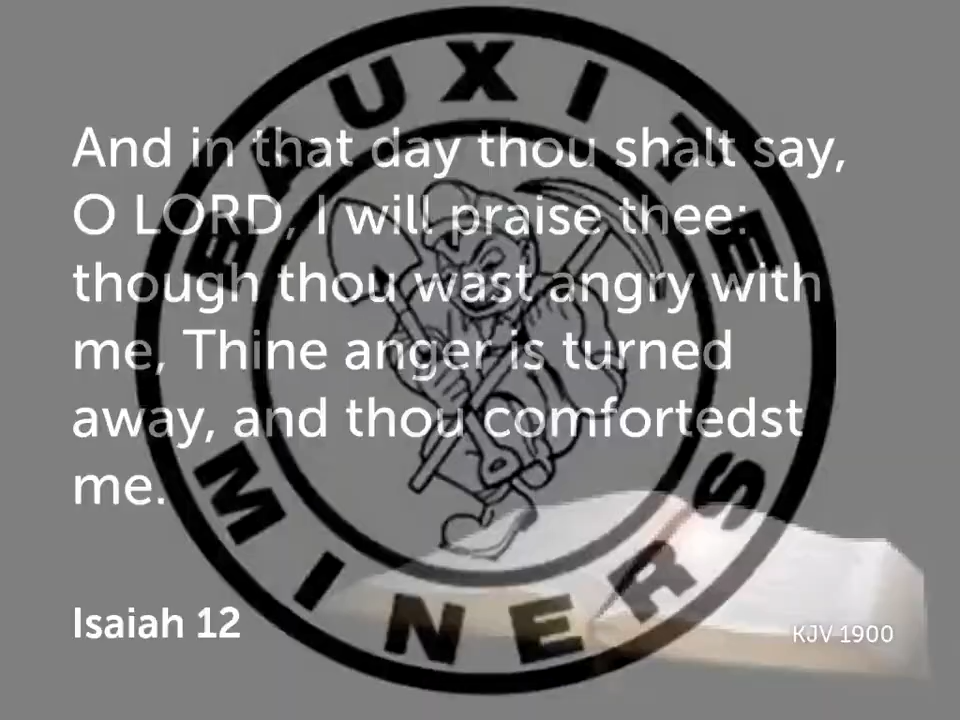 BAUXITE
And in that day thou shalt say,
O LORD, I will praise thee:
though thou wast angry with
me, Thine anger is turned
away, and thou comfortedst
me.
MINERS
Isaiah 12
KJV 1900